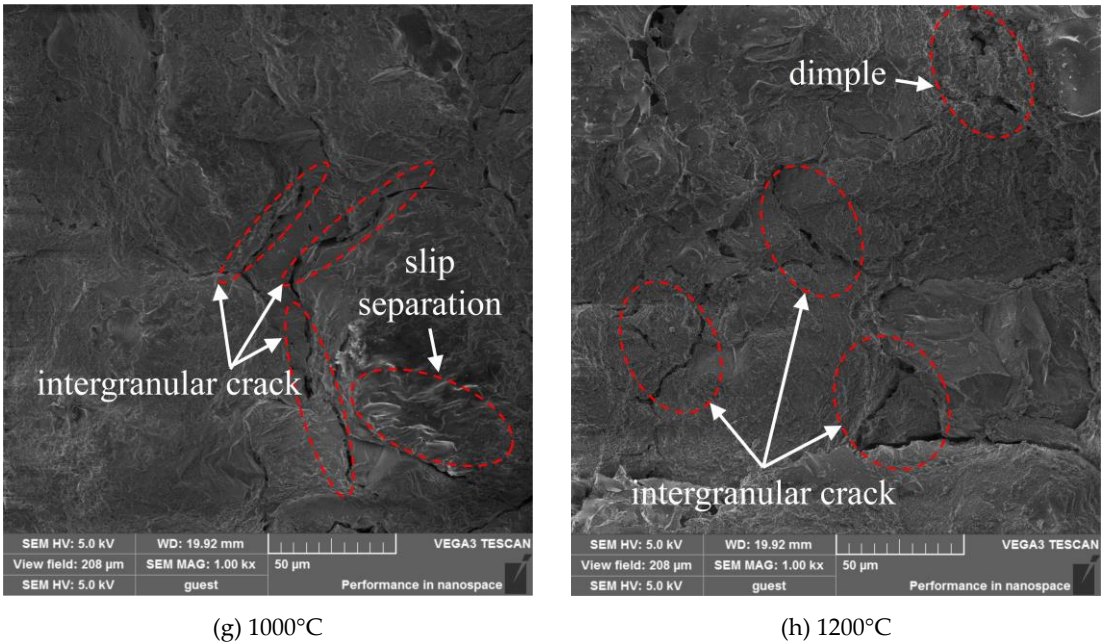 slip
separation
intergranular crack
SEM HV: 5.0 kV WD: 19.92 mm VEGA3 TESCAN
View field: 208 µm SEM MAG: 1.00 kx 50 µm
SEM HV: 5.0 kV guest Performance in nanospace
(g) 1000°C
dimple
intergranular crack
SEM HV: 5.0 kV WD: 19.92 mm VEGA3 TESCAN
View field: 208 µm SEM MAG: 1.00 kx 50 µm
SEM HV: 5.0 kV guest Performance in nanospace
(h) 1200°C